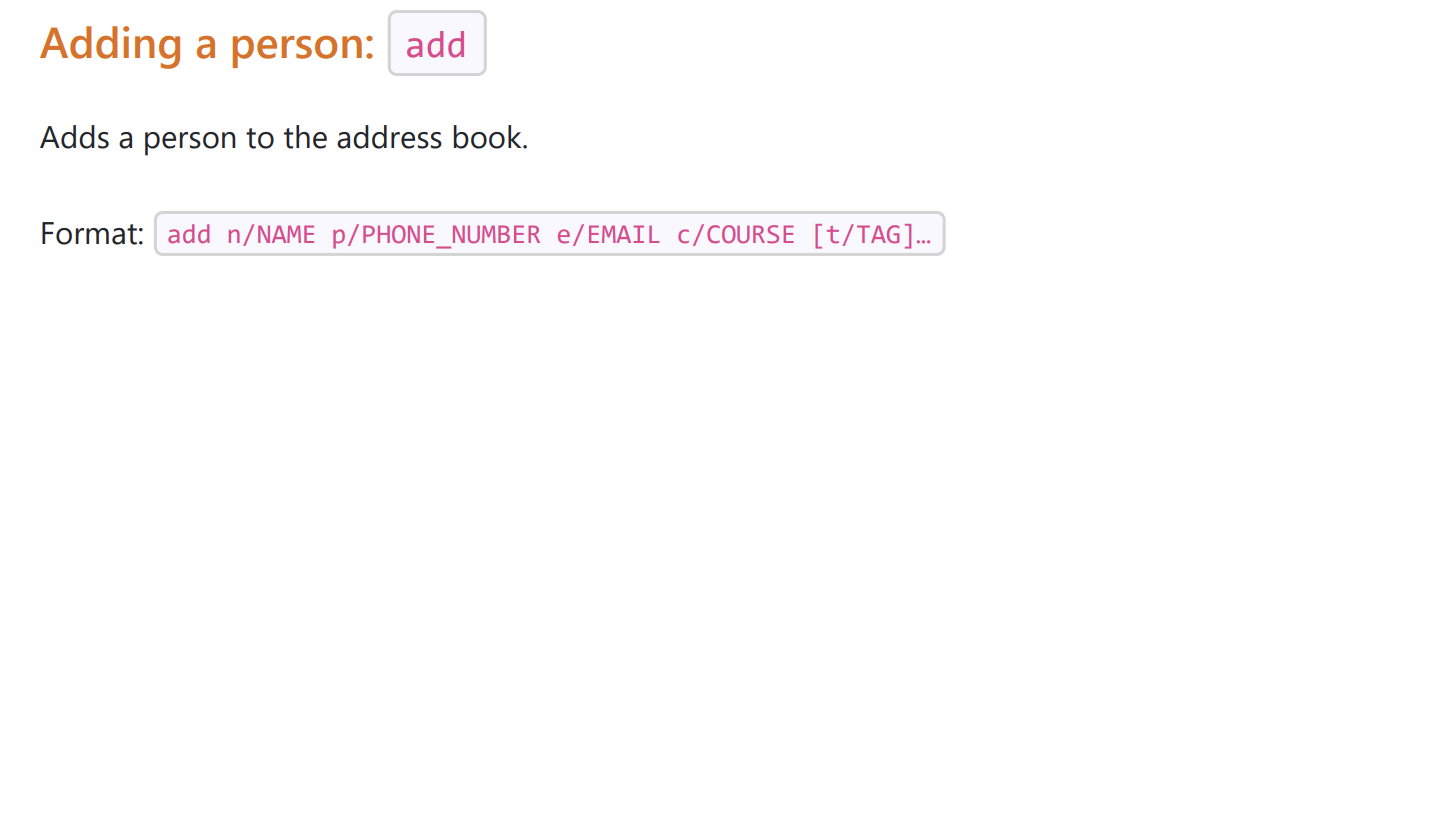 Adding a person: add
Adds a person to the address book.
Format: add n/NAME p/PHONE_NUMBER e/EMAIL c/COURSE [t/TAG]…